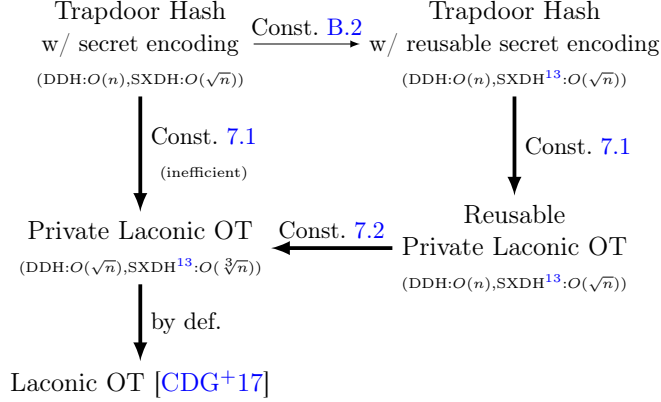 Trapdoor Hash
w/ secret encoding
(DDH:O(n),SXDH:O(√n))
Const. B.2
Trapdoor Hash
w/ reusable secret encoding
(DDH:O(n),SXDH¹³:O(√n))
Const. 7.1
(inefficient)
Const. 7.1
Private Laconic OT
(DDH:O(√n),SXDH¹³:O(∛n))
Const. 7.2
Reusable
Private Laconic OT
(DDH:O(n),SXDH¹³:O(√n))
by def.
Laconic OT [CDG⁺17]